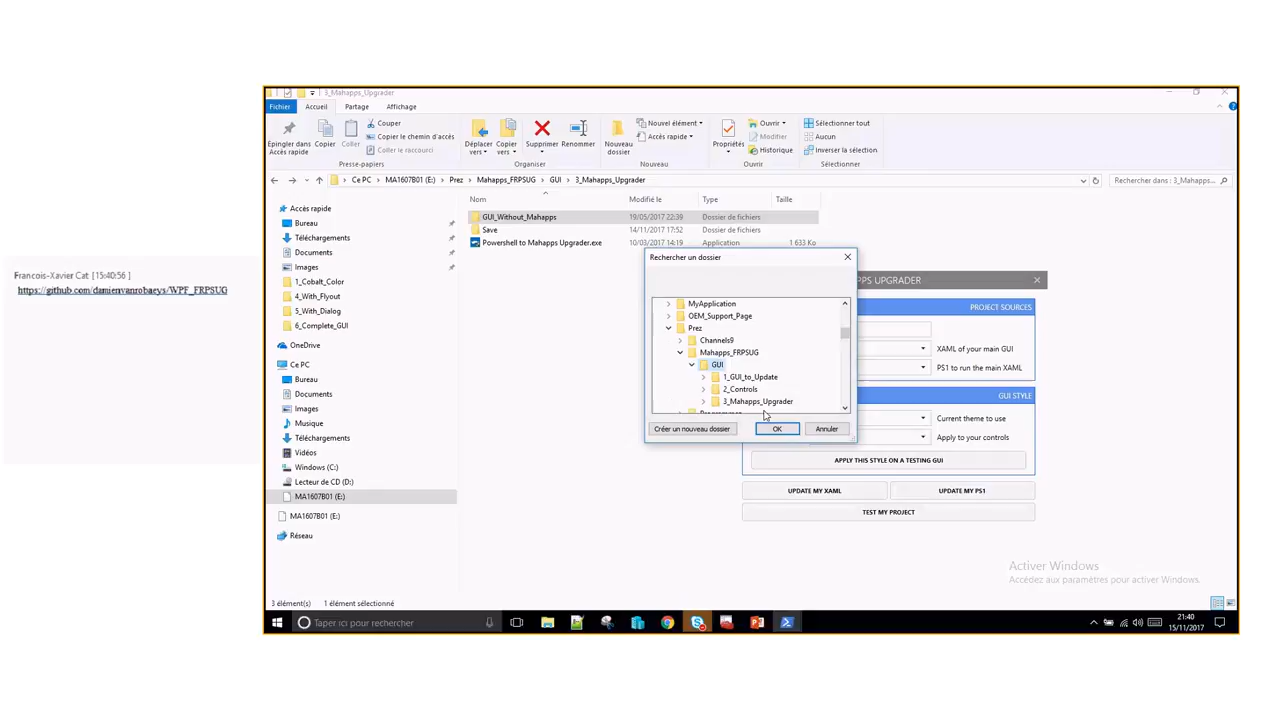 Francois-Xavier Cat [15:40:56 ]
https://github.com/damienvanrobaeys/WPF_FRPSUG
3_Mahapps_Upgrader
Fichier Accueil Partage Affichage
Épingler dans Accès rapide
Copier
Coller
Couper
Copier le chemin d'accès
Coller le raccourci
Presse-papiers
Déplacer vers
Copier vers
Supprimer
Renommer
Organiser
Nouveau dossier
Nouvel élément
Accès rapide
Nouveau
Propriétés
Ouvrir
Modifier
Historique
Ouvrir
Sélectionner tout
Aucun
Inverser la sélection
Sélectionner
Ce PC MA1607B01 (E:) Prez Mahapps_FRPSUG GUI 3_Mahapps_Upgrader
Rechercher dans : 3_Mahapps...
Accès rapide
Bureau
Téléchargements
Documents
Images
1_Cobalt_Color
4_With_Flyout
5_With_Dialog
6_Complete_GUI
OneDrive
Ce PC
Bureau
Documents
Images
Musique
Téléchargements
Vidéos
Windows (C:)
Lecteur de CD (D:)
MA1607B01 (E:)
MA1607B01 (E:)
Réseau
Nom Modifié le Type Taille
GUI_Without_Mahapps 19/05/2017 22:39 Dossier de fichiers
Save 14/11/2017 17:52 Dossier de fichiers
Powershell to Mahapps Upgrader.exe 10/03/2017 14:19 Application 1 633 Ko
Rechercher un dossier
MyApplication
OEM_Support_Page
Prez
Channels9
Mahapps_FRPSUG
GUI
1_GUI_to_Update
2_Controls
3_Mahapps_Upgrader
Créer un nouveau dossier OK Annuler
UPGRADER
PROJECT SOURCES
XAML of your main GUI
PS1 to run the main XAML
GUI STYLE
Current theme to use
Apply to your controls
APPLY THIS STYLE ON A TESTING GUI
UPDATE MY XAML UPDATE MY PS1
TEST MY PROJECT
Activer Windows
Accédez aux paramètres pour activer Windows.
3 élément(s) 1 élément sélectionné
Taper ici pour rechercher
21:40
15/11/2017